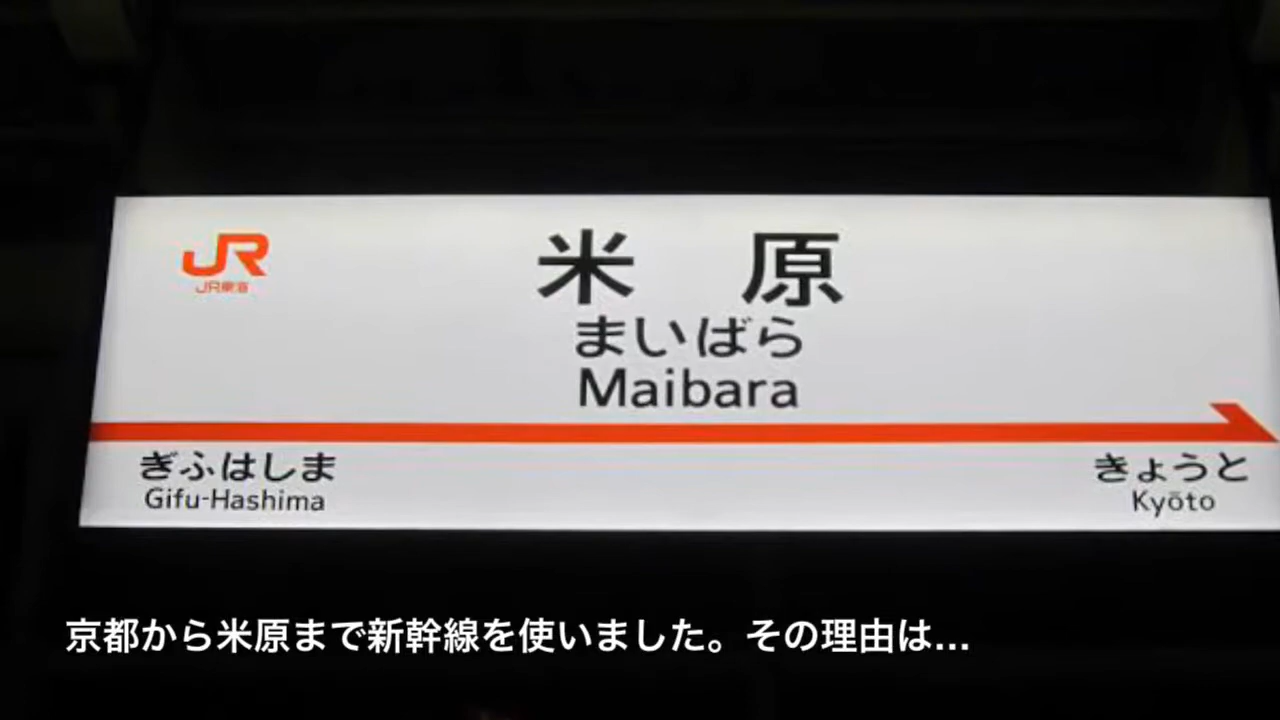 JR
JR東海
米原
まいばら
Maibara
ぎふはしま
Gifu-Hashima
きょうと
Kyōto
京都から米原まで新幹線を使いました。その理由は...